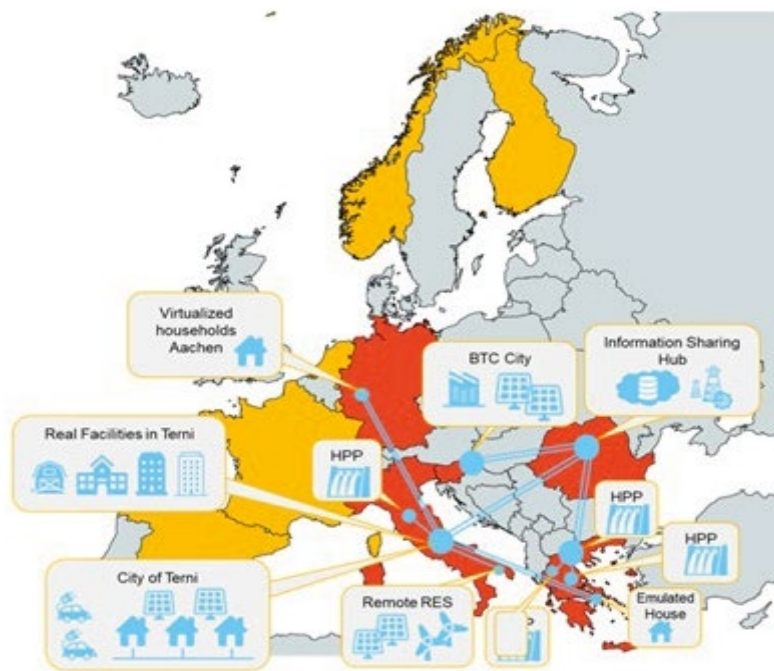 Virtualized
households
Aachen
BTC City
Information Sharing
Hub
Real Facilities in Terni
HPP
HPP
HPP
City of Terni
Remote RES
Emulated
House